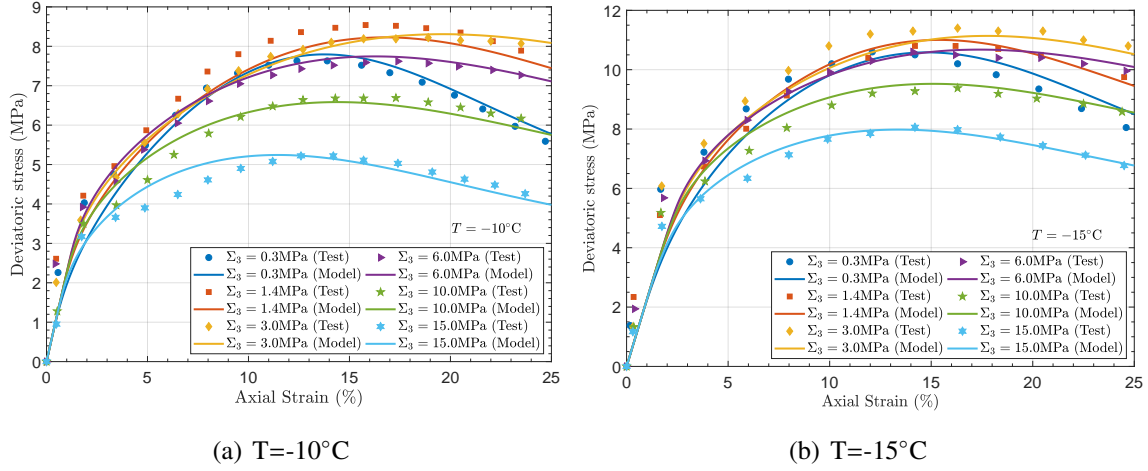 9
8
7
6
5
4
3
2
1
0
Deviatoric stress (MPa)
T = −10°C
Σ₃ = 0.3MPa (Test)
Σ₃ = 0.3MPa (Model)
Σ₃ = 1.4MPa (Test)
Σ₃ = 1.4MPa (Model)
Σ₃ = 3.0MPa (Test)
Σ₃ = 3.0MPa (Model)
Σ₃ = 6.0MPa (Test)
Σ₃ = 6.0MPa (Model)
Σ₃ = 10.0MPa (Test)
Σ₃ = 10.0MPa (Model)
Σ₃ = 15.0MPa (Test)
Σ₃ = 15.0MPa (Model)
0 5 10 15 20 25
Axial Strain (%)
(a) T=-10°C
12
10
8
6
4
2
0
Deviatoric stress (MPa)
T = −15°C
Σ₃ = 0.3MPa (Test)
Σ₃ = 0.3MPa (Model)
Σ₃ = 1.4MPa (Test)
Σ₃ = 1.4MPa (Model)
Σ₃ = 3.0MPa (Test)
Σ₃ = 3.0MPa (Model)
Σ₃ = 6.0MPa (Test)
Σ₃ = 6.0MPa (Model)
Σ₃ = 10.0MPa (Test)
Σ₃ = 10.0MPa (Model)
Σ₃ = 15.0MPa (Test)
Σ₃ = 15.0MPa (Model)
0 5 10 15 20 25
Axial Strain (%)
(b) T=-15°C